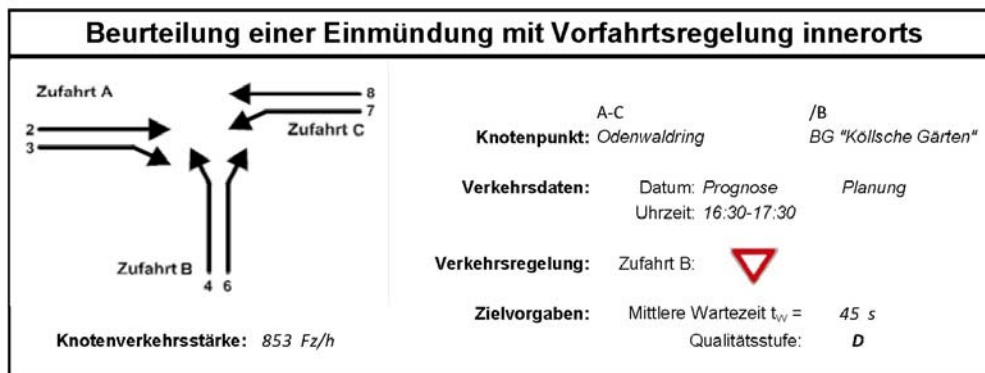 Beurteilung einer Einmündung mit Vorfahrtsregelung innerorts
Zufahrt A
8
7
2
3
Zufahrt C
Zufahrt B
4 6
Knotenverkehrsstärke: 853 Fz/h
A-C /B
Knotenpunkt: Odenwaldring BG "Köllsche Gärten"
Verkehrsdaten: Datum: Prognose Planung
Uhrzeit: 16:30-17:30
Verkehrsregelung: Zufahrt B:
Zielvorgaben: Mittlere Wartezeit tW = 45 s
Qualitätsstufe: D